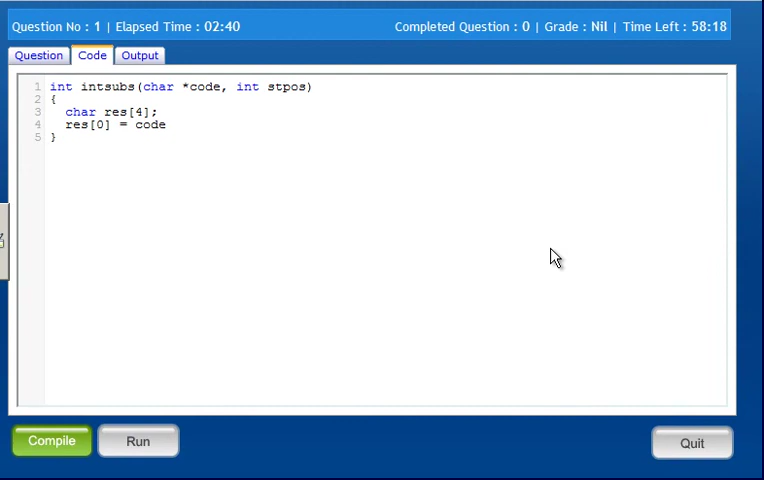 Question No : 1 | Elapsed Time : 02:40
Completed Question : 0 | Grade : Nil | Time Left : 58:18
Question Code Output
1 int intsubs(char *code, int stpos)
2 {
3 char res[4];
4 res[0] = code
5 }
Compile Run Quit